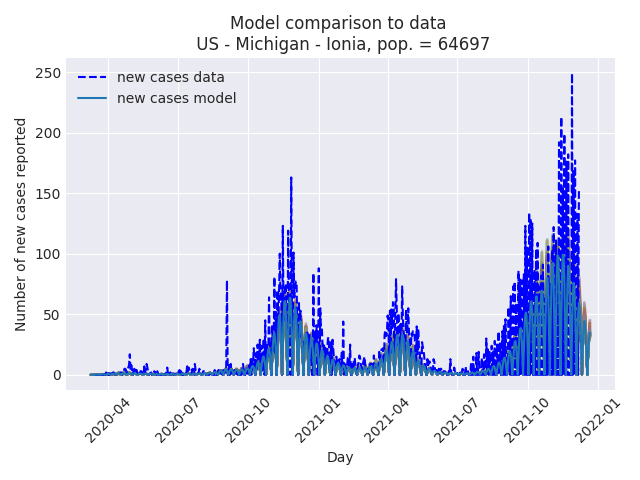 Model comparison to data
US - Michigan - Ionia, pop. = 64697
new cases data
new cases model
Number of new cases reported
250
200
150
100
50
0
2020-04
2020-07
2020-10
2021-01
2021-04
2021-07
2021-10
2022-01
Day